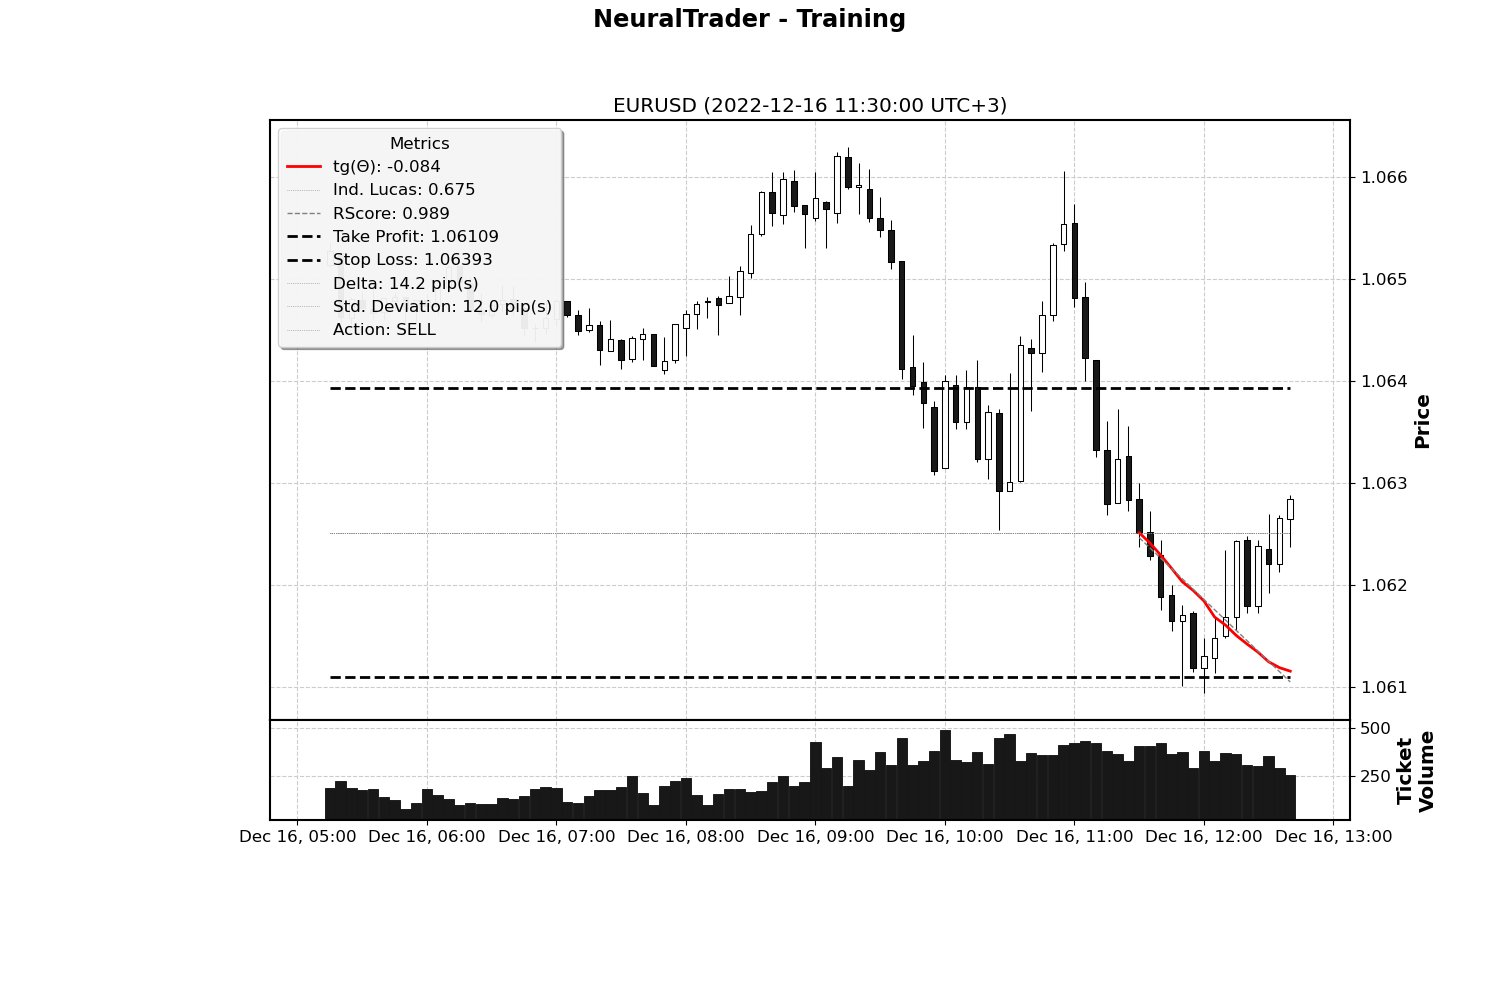 NeuralTrader - Training
EURUSD (2022-12-16 11:30:00 UTC+3)
Metrics
tg(Θ): -0.084
Ind. Lucas: 0.675
RScore: 0.989
Take Profit: 1.06109
Stop Loss: 1.06393
Delta: 14.2 pip(s)
Std. Deviation: 12.0 pip(s)
Action: SELL
1.066
1.065
1.064
1.063
1.062
1.061
Price
500
250
Ticket
Volume
Dec 16, 05:00 Dec 16, 06:00 Dec 16, 07:00 Dec 16, 08:00 Dec 16, 09:00 Dec 16, 10:00 Dec 16, 11:00 Dec 16, 12:00 Dec 16, 13:00